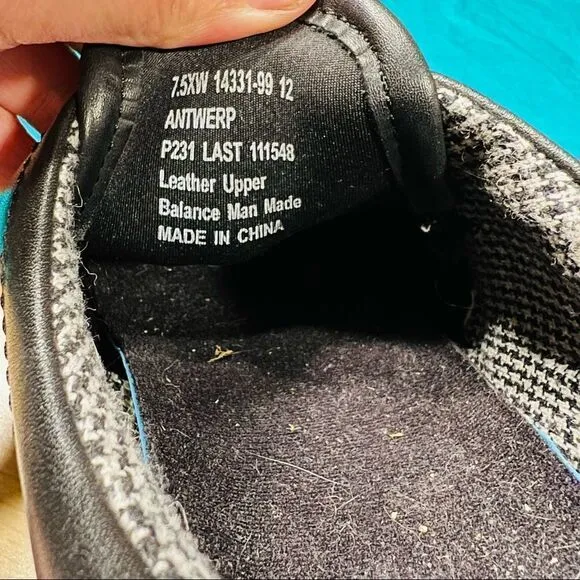 7.5XW 14331-99 12
ANTWERP
P231 LAST 111548
Leather Upper
Balance Man Made
MADE IN CHINA